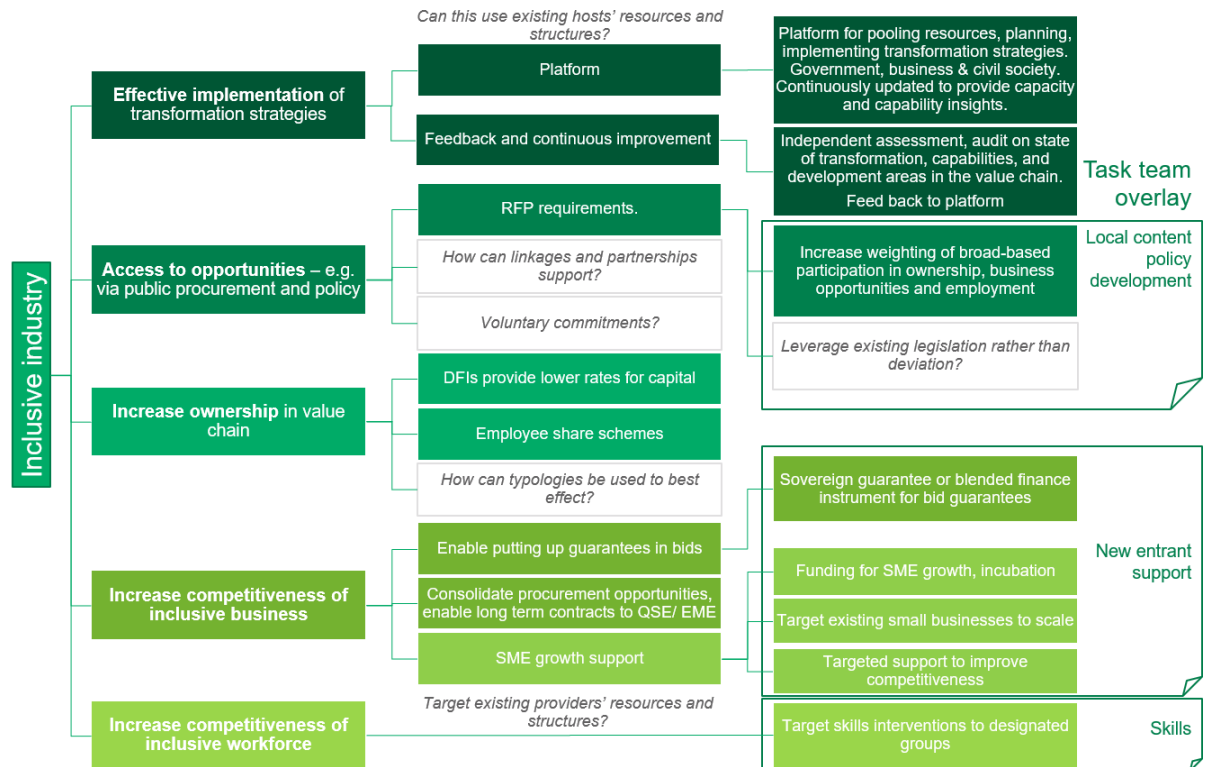 Inclusive industry
Effective implementation of
transformation strategies
Can this use existing hosts' resources and
structures?
Platform
Platform for pooling resources, planning,
implementing transformation strategies.
Government, business & civil society.
Continuously updated to provide capacity
and capability insights.
Feedback and continuous improvement
Independent assessment, audit on state
of transformation, capabilities, and
development areas in the value chain.
Feed back to platform
Task team
overlay
Access to opportunities – e.g.
via public procurement and policy
RFP requirements.
How can linkages and partnerships
support?
Voluntary commitments?
Increase weighting of broad-based
participation in ownership, business
opportunities and employment
Leverage existing legislation rather than
deviation?
Local content
policy
development
Increase ownership in value
chain
DFIs provide lower rates for capital
Employee share schemes
How can typologies be used to best
effect?
Increase competitiveness of
inclusive business
Enable putting up guarantees in bids
Consolidate procurement opportunities,
enable long term contracts to QSE/ EME
SME growth support
Sovereign guarantee or blended finance
instrument for bid guarantees
Funding for SME growth, incubation
Target existing small businesses to scale
Targeted support to improve
competitiveness
New entrant
support
Increase competitiveness of
inclusive workforce
Target existing providers' resources and
structures?
Target skills interventions to designated
groups
Skills